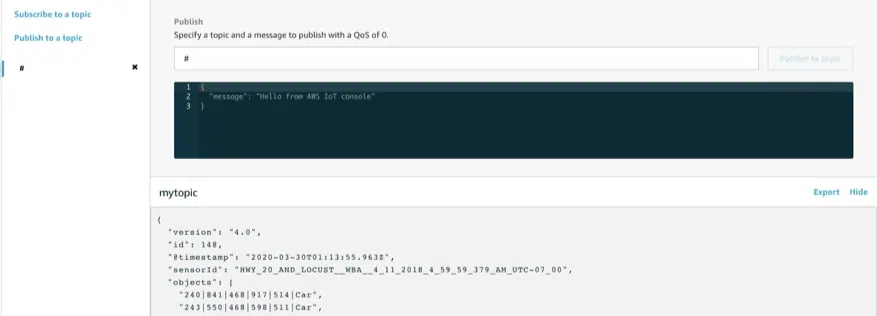 Subscribe to a topic
Publish to a topic
#
Publish
Specify a topic and a message to publish with a QoS of 0.
#
Publish to topic
1 {
2 "message": "Hello from AWS IoT console"
3 }
mytopic
Export Hide
{
"version": "4.0",
"id": 148,
"@timestamp": "2020-03-30T01:13:55.963Z",
"sensorId": "HWY_20_AND_LOCUST__WBA__4_11_2018_4_59_59_379_AM_UTC-07_00",
"objects": [
"240|841|468|917|514|Car",
"243|550|468|598|511|Car",